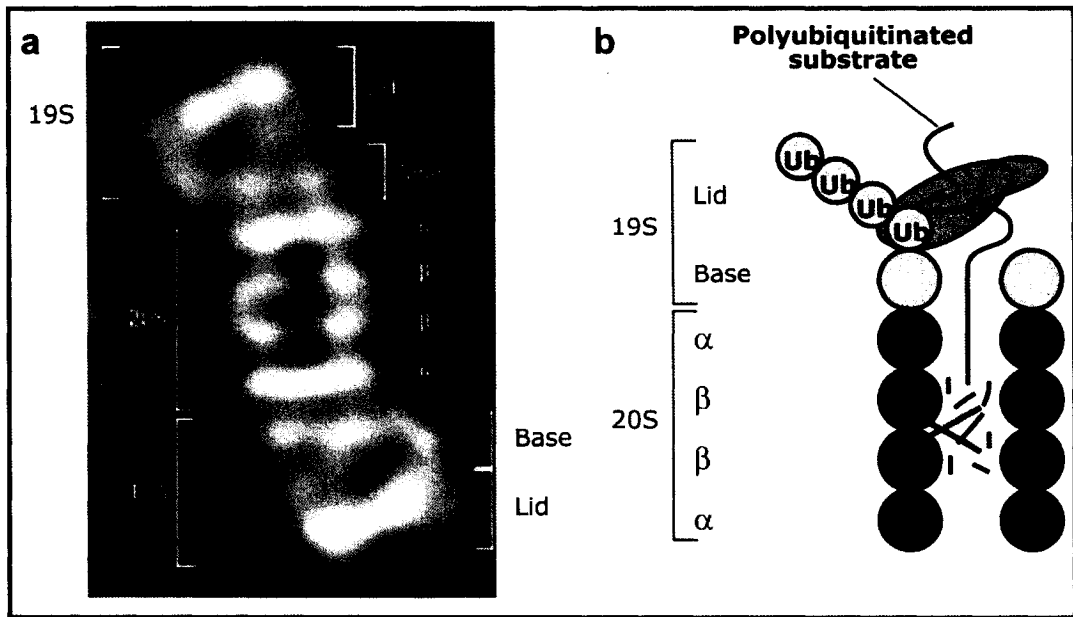 a
19S
Base
Lid
b
Polyubiquitinated
substrate
Ub
Ub
Ub
Ub
19S
Lid
Base
20S
α
β
β
α